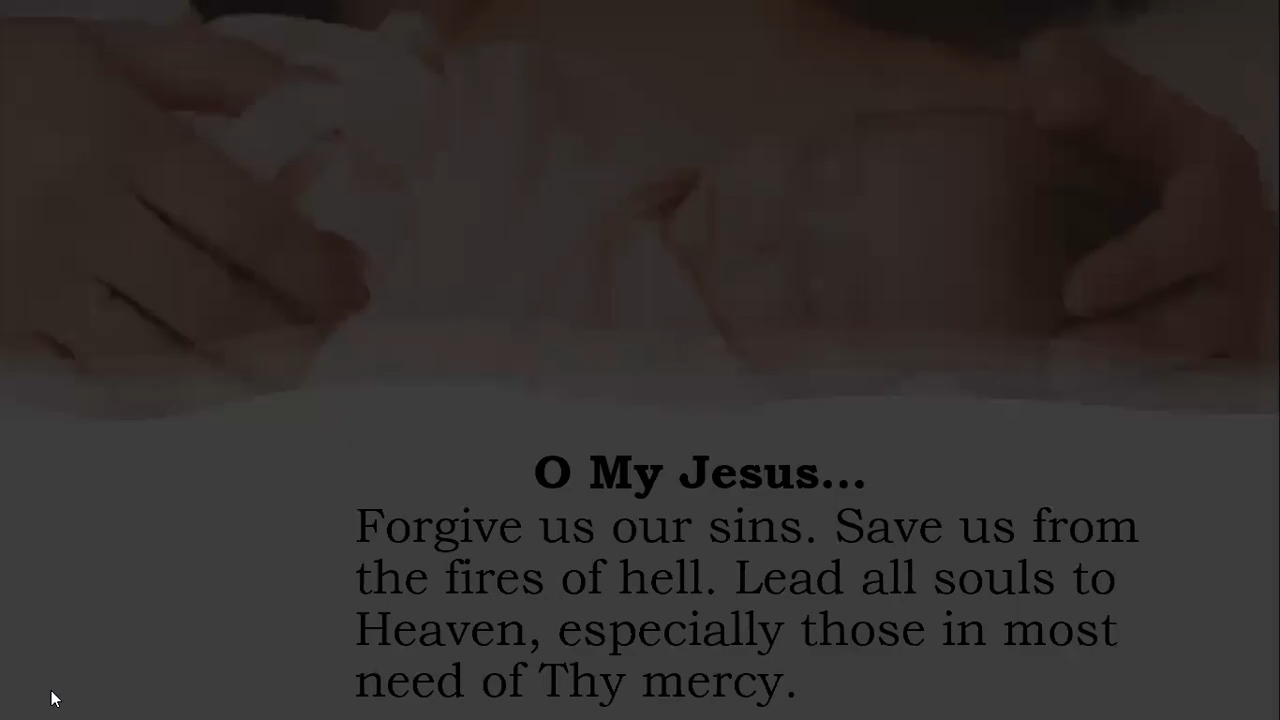 O My Jesus...
Forgive us our sins. Save us from
the fires of hell. Lead all souls to
Heaven, especially those in most
need of Thy mercy.